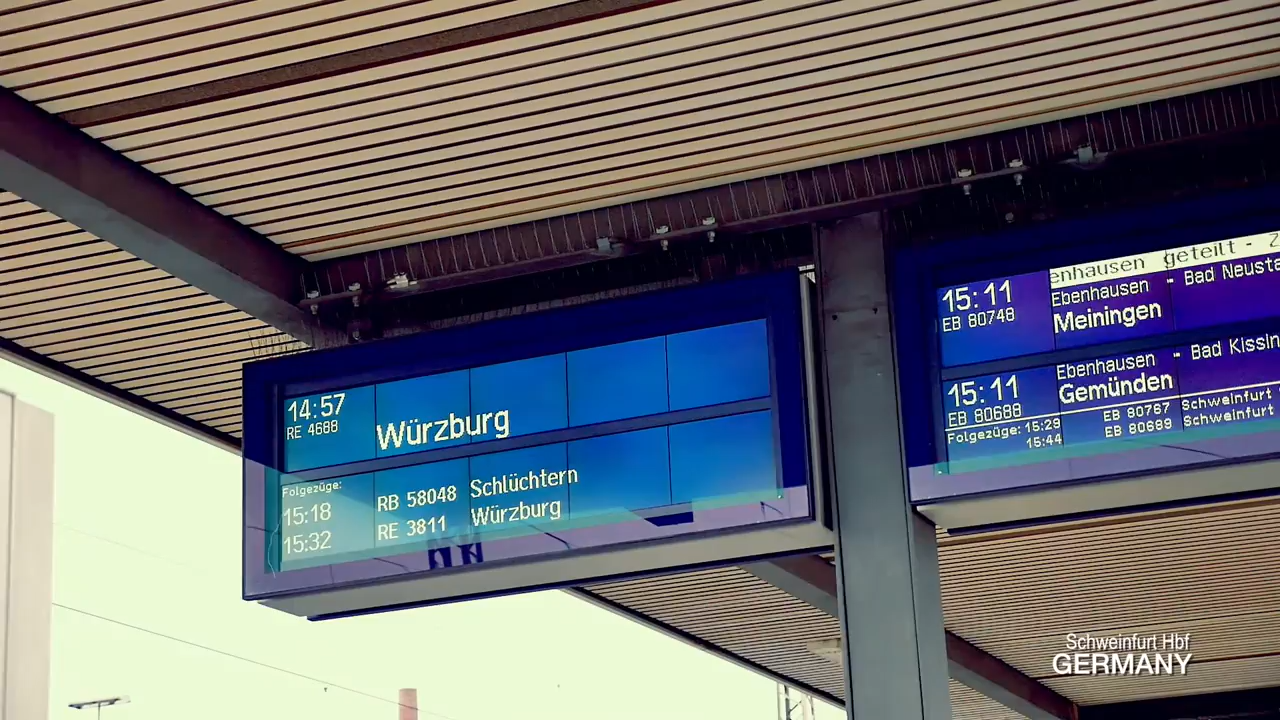 14:57
RE 4688
Würzburg
Folgezüge:
15:18 RB 58048 Schlüchtern
15:32 RE 3811 Würzburg
enhausen geteilt - Z
15:11 Ebenhausen - Bad Neusta
EB 80748 Meiningen
15:11 Ebenhausen - Bad Kissin
EB 80688 Gemünden
Folgezüge: 15:29 EB 80767 Schweinfurt
15:44 EB 80689 Schweinfurt
Schweinfurt Hbf
GERMANY